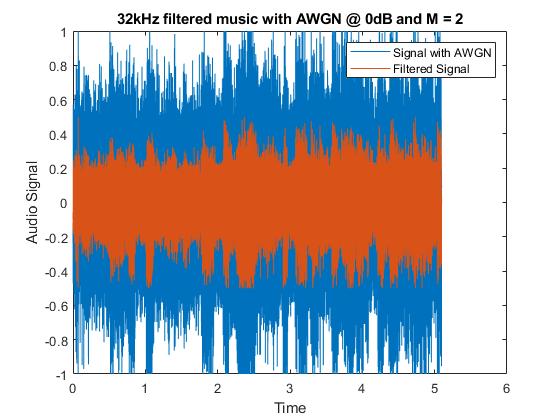 32kHz filtered music with AWGN @ 0dB and M = 2
Signal with AWGN
Filtered Signal
Audio Signal
1
0.8
0.6
0.4
0.2
0
-0.2
-0.4
-0.6
-0.8
-1
0 1 2 3 4 5 6
Time